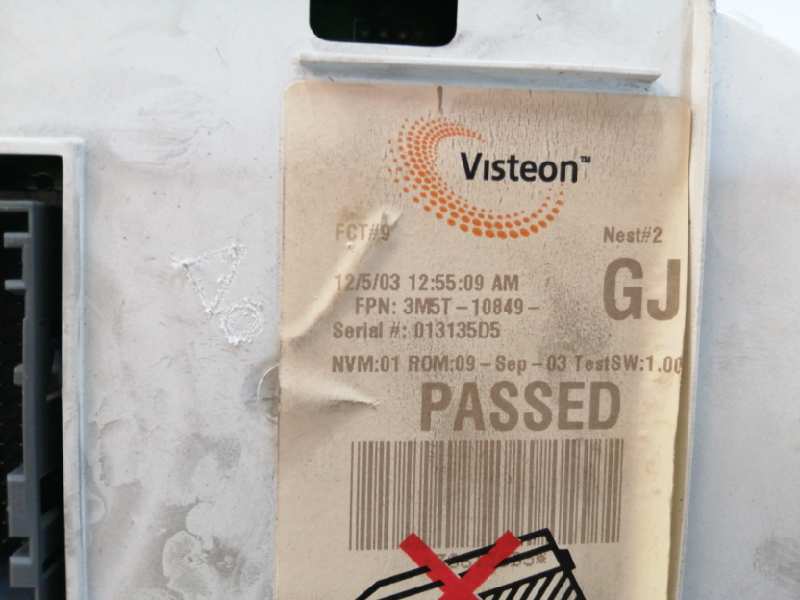 Visteon™
FCT#9 Nest#2
12/5/03 12:55:09 AM
GJ
FPN: 3M5T-10849-
Serial #: 013135D5
NVM:01 ROM:09-Sep-03 TestSW:1.00
PASSED